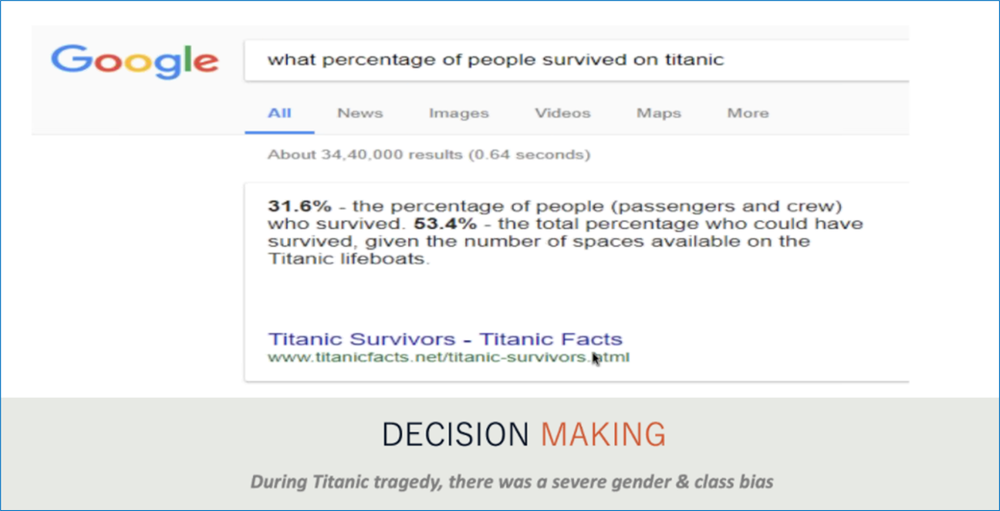 Google
what percentage of people survived on titanic
All News Images Videos Maps More
About 34,40,000 results (0.64 seconds)
31.6% - the percentage of people (passengers and crew)
who survived. 53.4% - the total percentage who could have
survived, given the number of spaces available on the
Titanic lifeboats.
Titanic Survivors - Titanic Facts
www.titanicfacts.net/titanic-survivors.html
DECISION MAKING
During Titanic tragedy, there was a severe gender & class bias